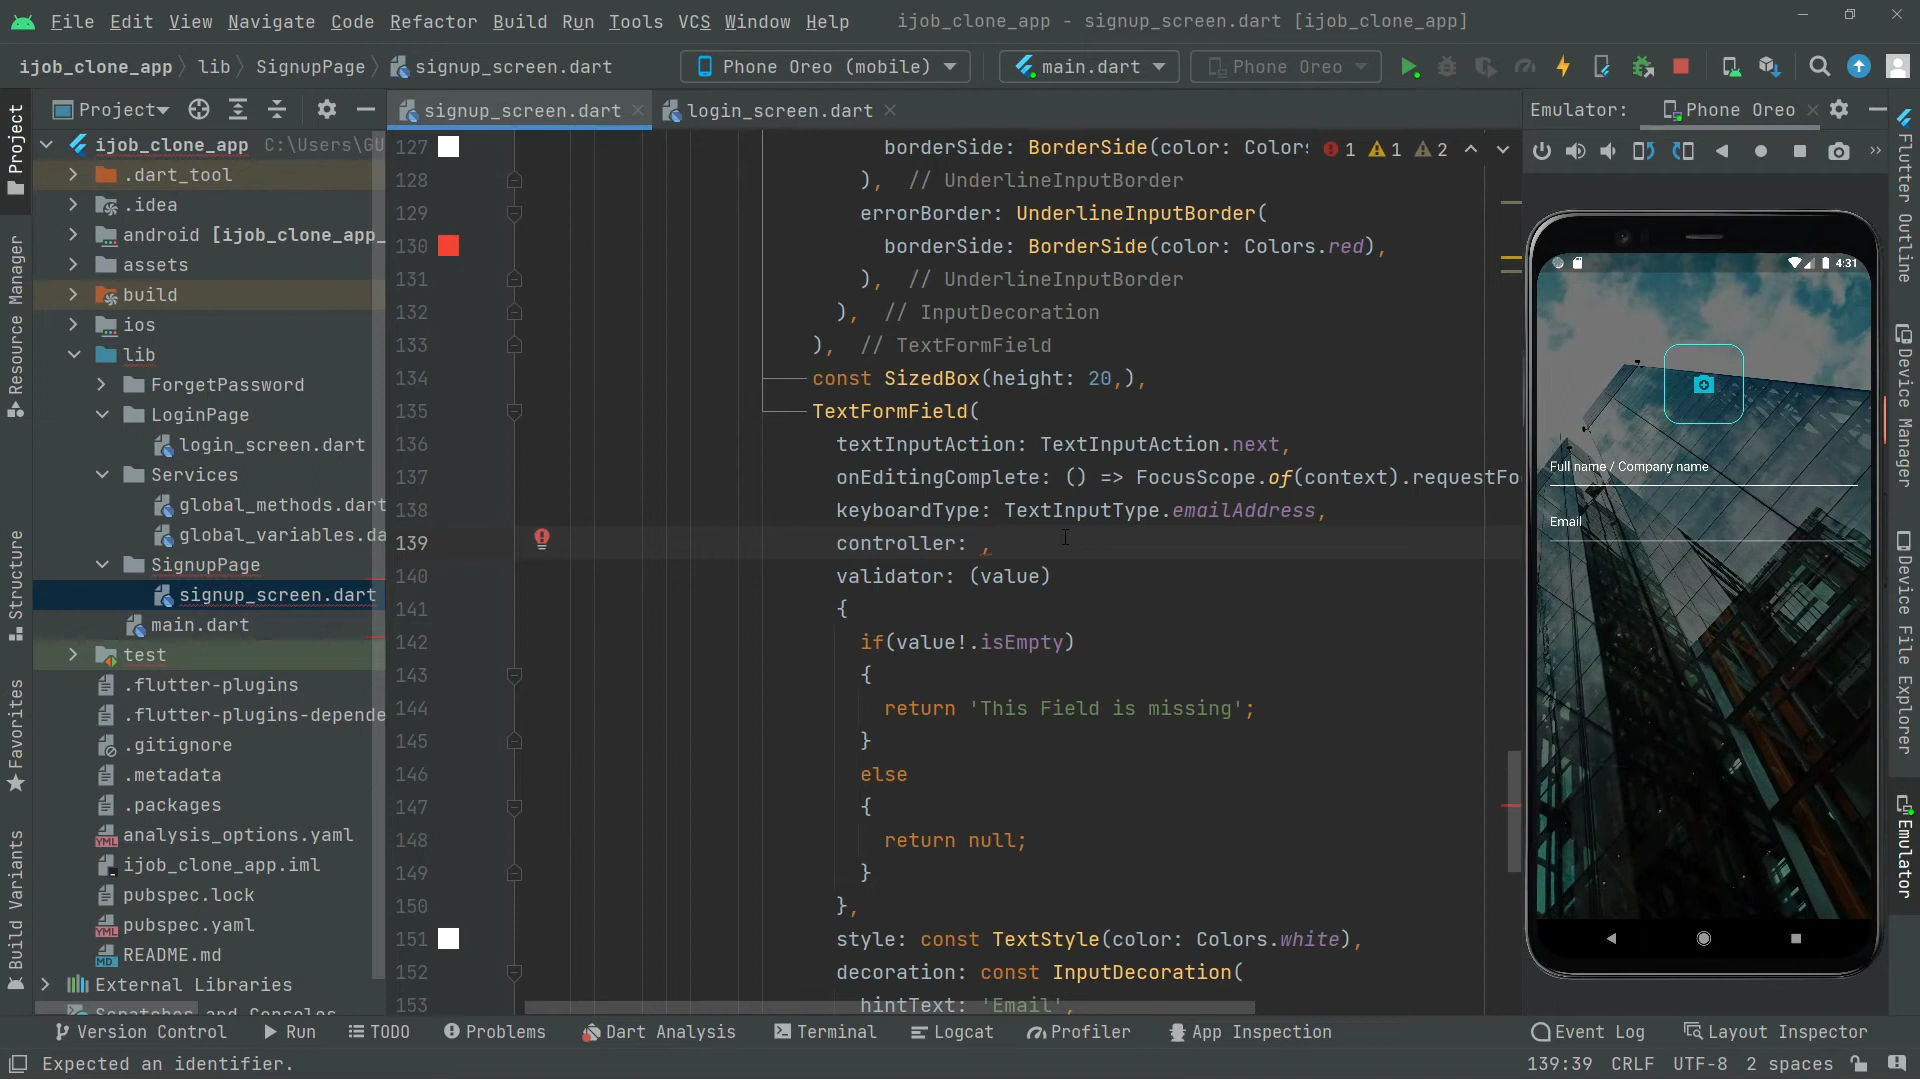 File Edit View Navigate Code Refactor Build Run Tools VCS Window Help ijob_clone_app - signup_screen.dart [ijob_clone_app]
ijob_clone_app lib SignupPage signup_screen.dart Phone Oreo (mobile) main.dart Phone Oreo
Project signup_screen.dart login_screen.dart Emulator: Phone Oreo
ijob_clone_app C:\Users\GU
.dart_tool
.idea
android [ijob_clone_app_
assets
build
ios
lib
ForgetPassword
LoginPage
login_screen.dart
Services
global_methods.dart
global_variables.da
SignupPage
signup_screen.dart
main.dart
test
.flutter-plugins
.flutter-plugins-depende
.gitignore
.metadata
.packages
analysis_options.yaml
ijob_clone_app.iml
pubspec.lock
pubspec.yaml
README.md
External Libraries
Scratches and Consoles
127 borderSide: BorderSide(color: Colors 1 1 2
128 ), // UnderlineInputBorder
129 errorBorder: UnderlineInputBorder(
130 borderSide: BorderSide(color: Colors.red),
131 ), // UnderlineInputBorder
132 ), // InputDecoration
133 ), // TextFormField
134 const SizedBox(height: 20,),
135 TextFormField(
136 textInputAction: TextInputAction.next,
137 onEditingComplete: () => FocusScope.of(context).requestFo
138 keyboardType: TextInputType.emailAddress,
139 controller: ,
140 validator: (value)
141 {
142 if(value!.isEmpty)
143 {
144 return 'This Field is missing';
145 }
146 else
147 {
148 return null;
149 }
150 },
151 style: const TextStyle(color: Colors.white),
152 decoration: const InputDecoration(
153 hintText: 'Email',
4:31
Full name / Company name
Email
Project
Resource Manager
Structure
Favorites
Build Variants
Flutter Outline
Device Manager
Device File Explorer
Emulator
Version Control Run TODO Problems Dart Analysis Terminal Logcat Profiler App Inspection Event Log Layout Inspector
Expected an identifier. 139:39 CRLF UTF-8 2 spaces